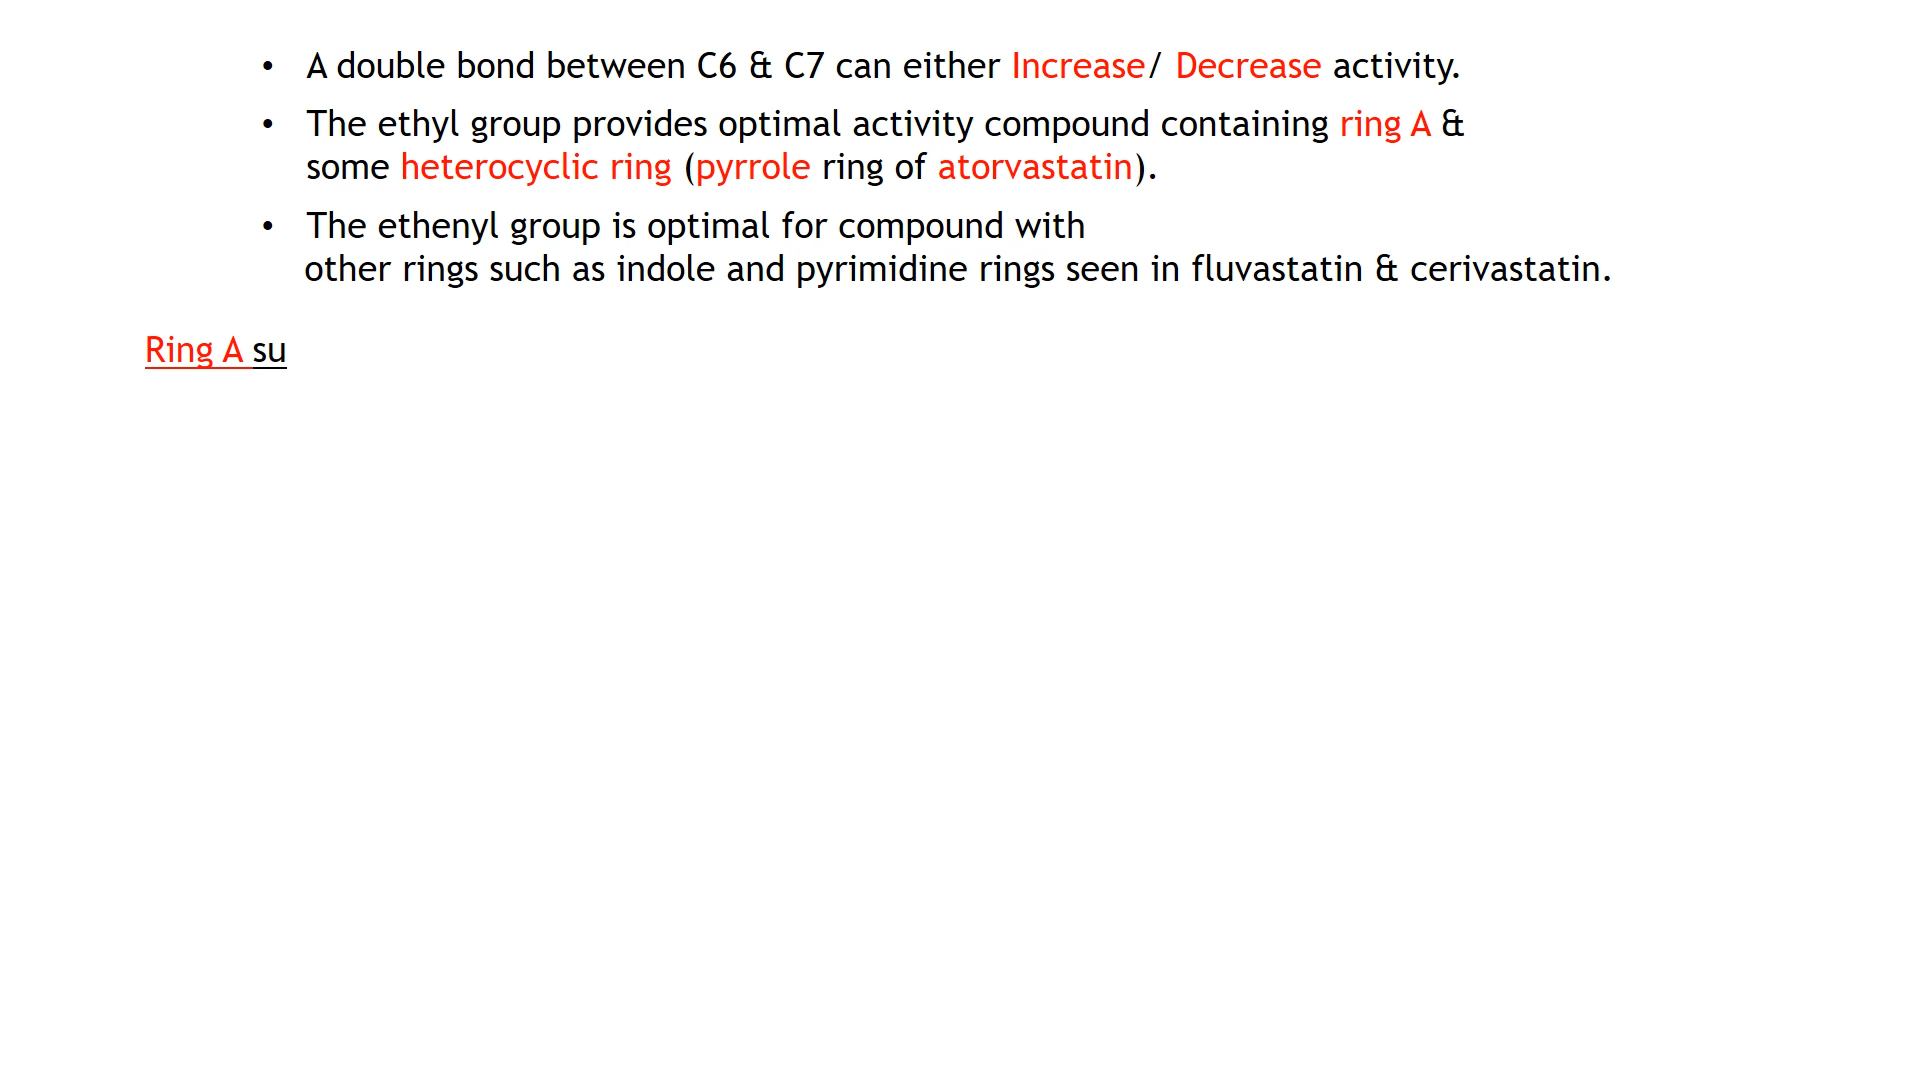 • A double bond between C6 & C7 can either Increase/ Decrease activity.
• The ethyl group provides optimal activity compound containing ring A &
some heterocyclic ring (pyrrole ring of atorvastatin).
• The ethenyl group is optimal for compound with
other rings such as indole and pyrimidine rings seen in fluvastatin & cerivastatin.
Ring A su